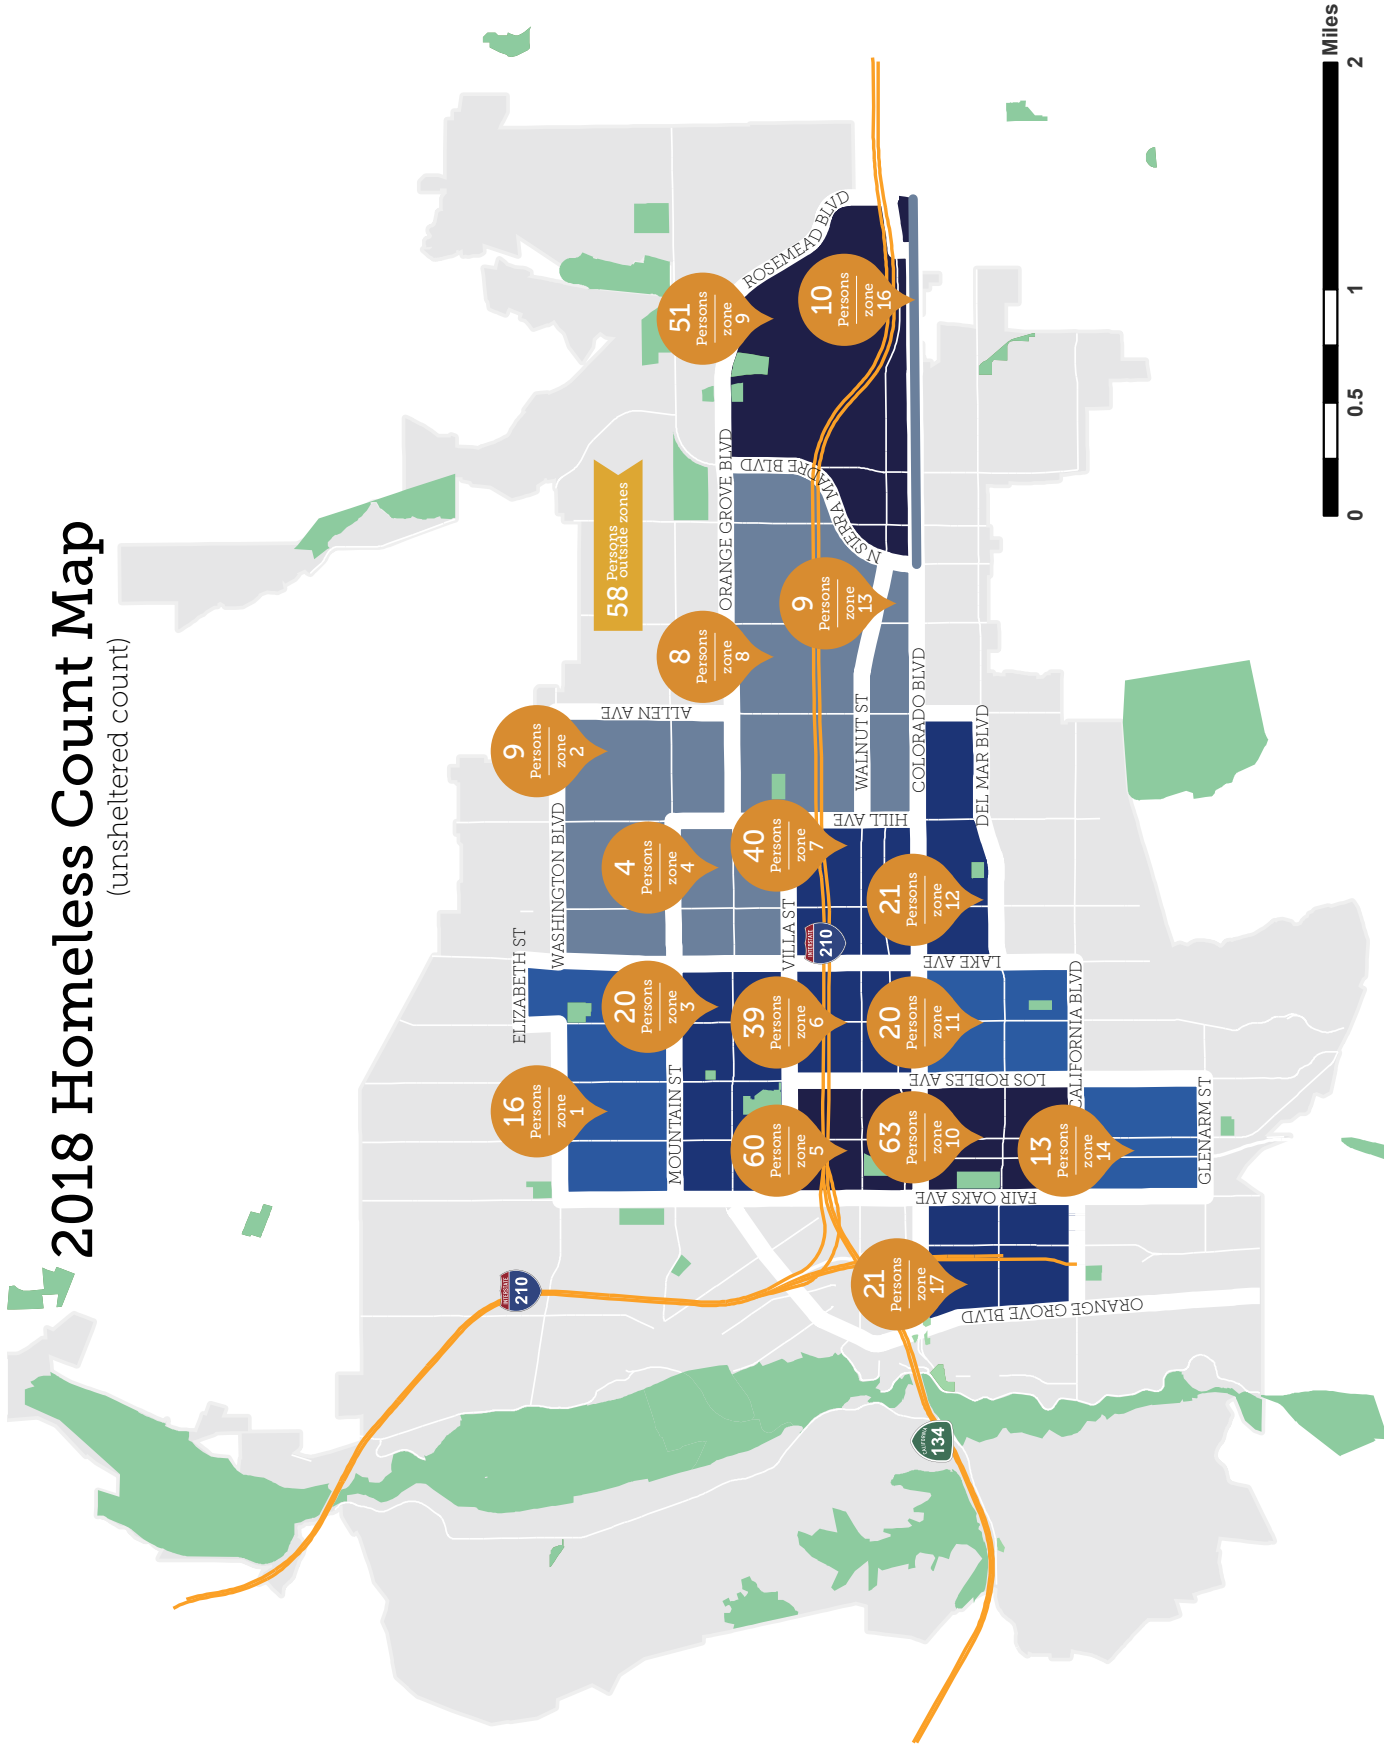 2018 Homeless Count Map
(unsheltered count)
ELIZABETH ST
WASHINGTON BLVD
ALLEN AVE
INTERSTATE
210
16
Persons
zone
1
9
Persons
zone
2
58 Persons
outside zones
20
Persons
zone
3
4
Persons
zone
4
MOUNTAIN ST
8
Persons
zone
8
51
Persons
zone
9
ORANGE GROVE BLVD
ROSEMEAD BLVD
SIERRA MADRE BLVD
60
Persons
zone
5
39
Persons
zone
6
40
Persons
zone
7
VILLA ST
INTERSTATE
210
9
Persons
zone
13
10
Persons
zone
16
N SIERRA MADRE BLVD
WALNUT ST
HILL AVE
21
Persons
zone
17
63
Persons
zone
10
20
Persons
zone
11
21
Persons
zone
12
COLORADO BLVD
CALIFORNIA
134
FAIR OAKS AVE
LOS ROBLES AVE
LAKE AVE
DEL MAR BLVD
ORANGE GROVE BLVD
13
Persons
zone
14
CALIFORNIA BLVD
GLENARM ST
0 0.5 1 2
Miles